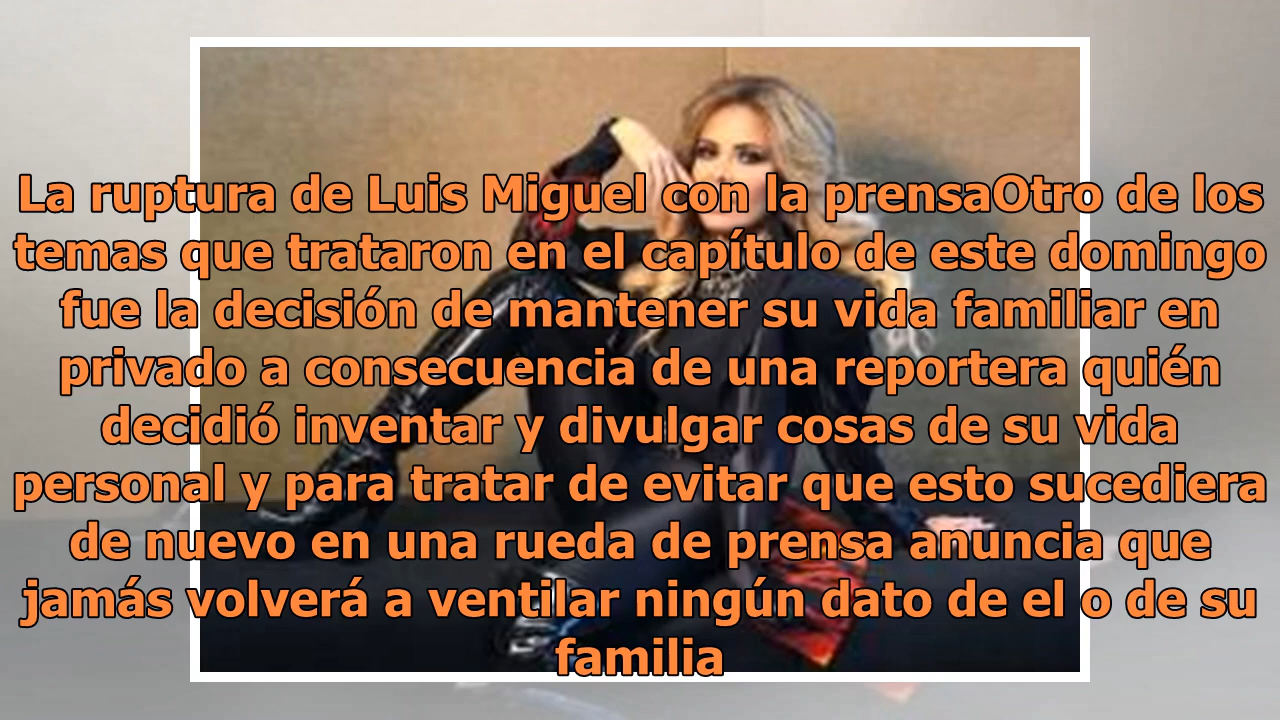 La ruptura de Luis Miguel con la prensaOtro de los
temas que trataron en el capítulo de este domingo
fue la decisión de mantener su vida familiar en
privado a consecuencia de una reportera quién
decidió inventar y divulgar cosas de su vida
personal y para tratar de evitar que esto sucediera
de nuevo en una rueda de prensa anuncia que
jamás volverá a ventilar ningún dato de el o de su
familia